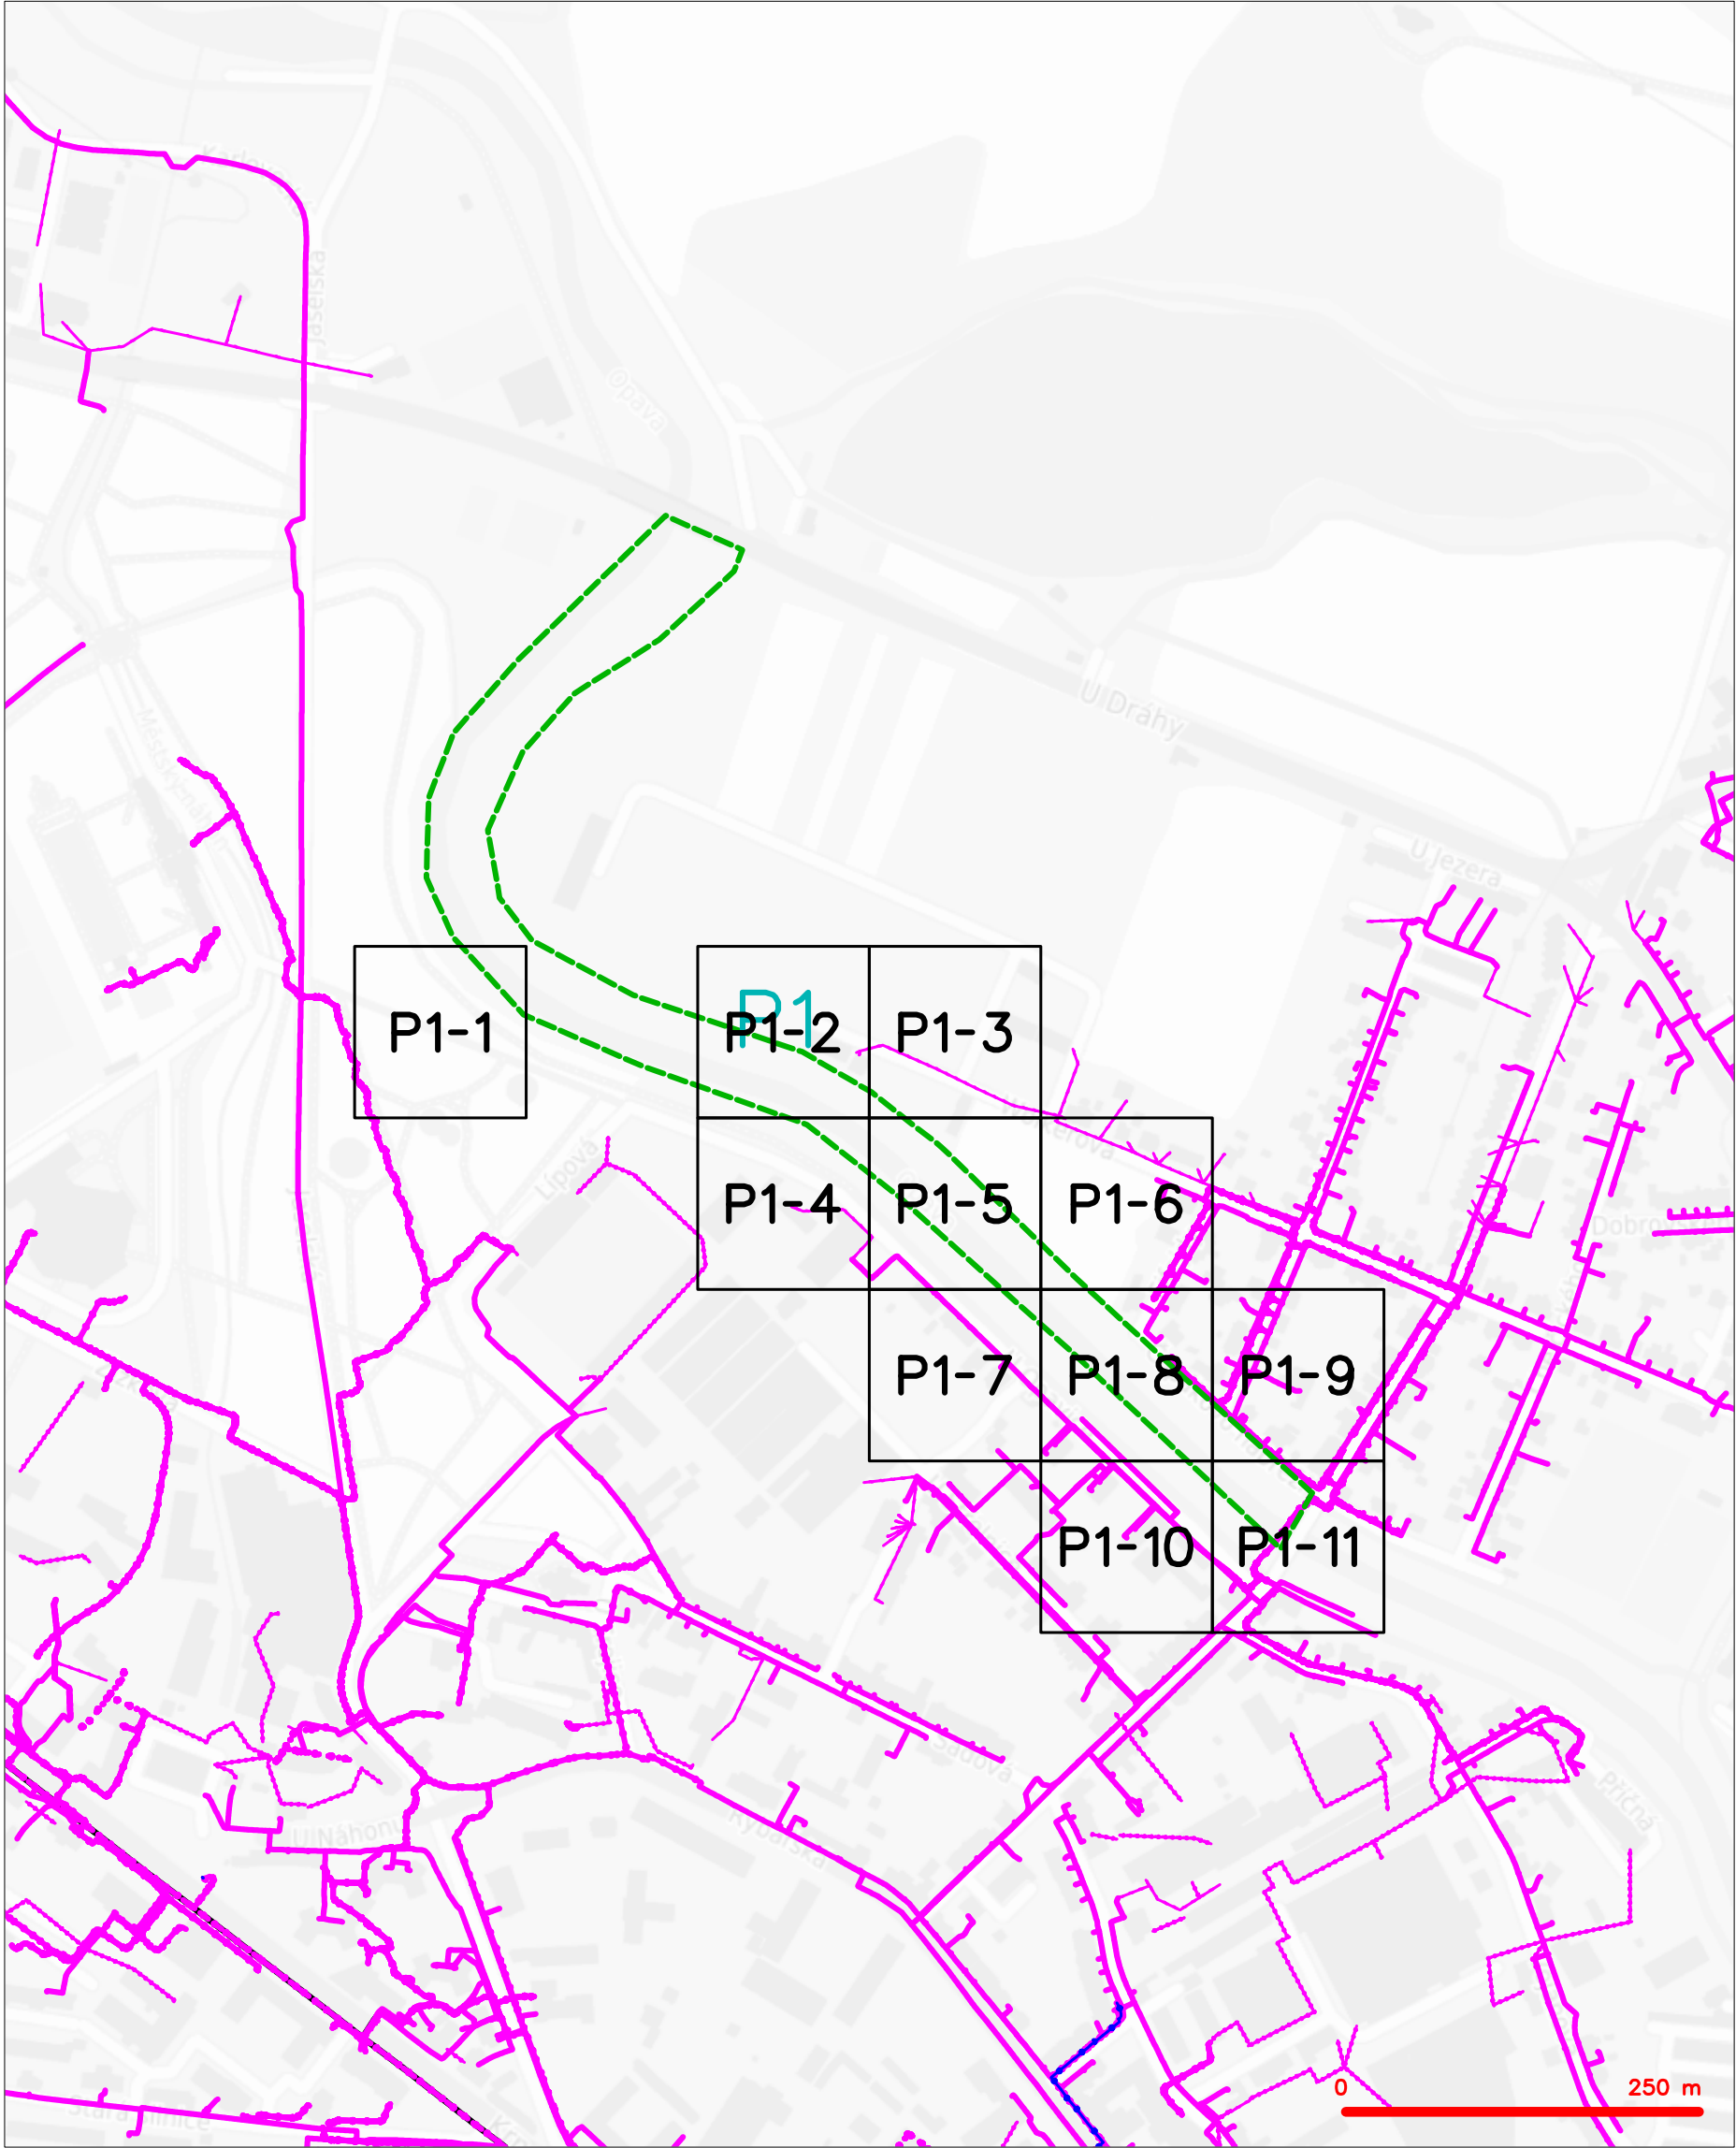 Jaselská
Opava
U Dráhy
U Jezera
P1
P1-1
P1-2
P1-3
Lipová
P1-4
P1-5
P1-6
P1-7
P1-8
P1-9
P1-10
P1-11
Sadová
Příčná
Rybářská
U Náhonu
0
250 m